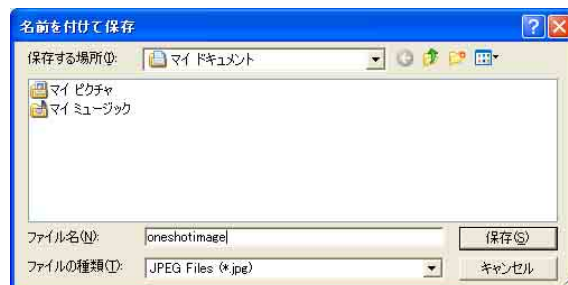 名前を付けて保存
保存する場所(I): マイ ドキュメント
マイ ピクチャ
マイ ミュージック
ファイル名(N): oneshotimage 保存(S)
ファイルの種類(T): JPEG Files (*.jpg) キャンセル